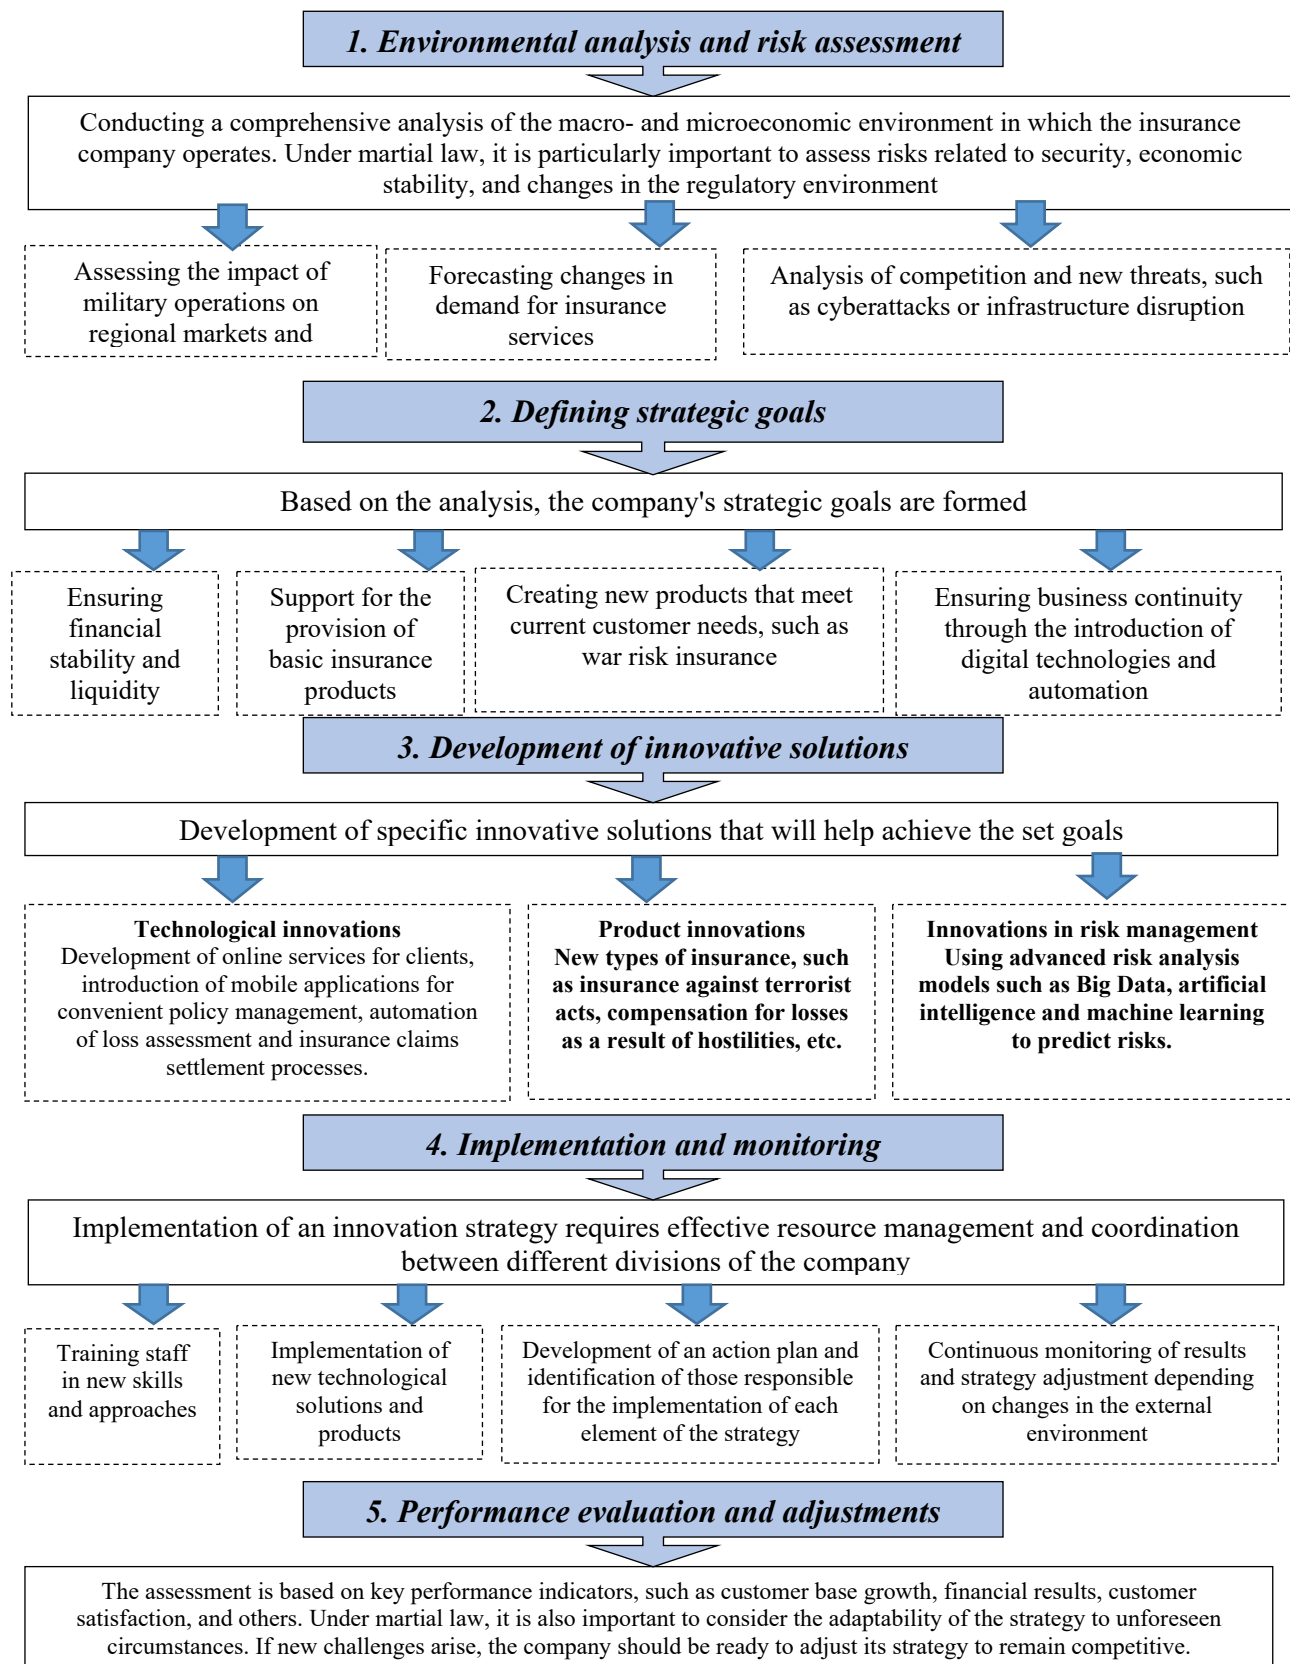 1. Environmental analysis and risk assessment
Conducting a comprehensive analysis of the macro- and microeconomic environment in which the insurance
company operates. Under martial law, it is particularly important to assess risks related to security, economic
stability, and changes in the regulatory environment
Assessing the impact of
military operations on
regional markets and
Forecasting changes in
demand for insurance
services
Analysis of competition and new threats, such
as cyberattacks or infrastructure disruption
2. Defining strategic goals
Based on the analysis, the company's strategic goals are formed
Ensuring
financial
stability and
liquidity
Support for the
provision of
basic insurance
products
Creating new products that meet
current customer needs, such as
war risk insurance
Ensuring business continuity
through the introduction of
digital technologies and
automation
3. Development of innovative solutions
Development of specific innovative solutions that will help achieve the set goals
Technological innovations
Development of online services for clients,
introduction of mobile applications for
convenient policy management, automation
of loss assessment and insurance claims
settlement processes.
Product innovations
New types of insurance, such
as insurance against terrorist
acts, compensation for losses
as a result of hostilities, etc.
Innovations in risk management
Using advanced risk analysis
models such as Big Data, artificial
intelligence and machine learning
to predict risks.
4. Implementation and monitoring
Implementation of an innovation strategy requires effective resource management and coordination
between different divisions of the company
Training staff
in new skills
and approaches
Implementation of
new technological
solutions and
products
Development of an action plan and
identification of those responsible
for the implementation of each
element of the strategy
Continuous monitoring of results
and strategy adjustment depending
on changes in the external
environment
5. Performance evaluation and adjustments
The assessment is based on key performance indicators, such as customer base growth, financial results, customer
satisfaction, and others. Under martial law, it is also important to consider the adaptability of the strategy to unforeseen
circumstances. If new challenges arise, the company should be ready to adjust its strategy to remain competitive.